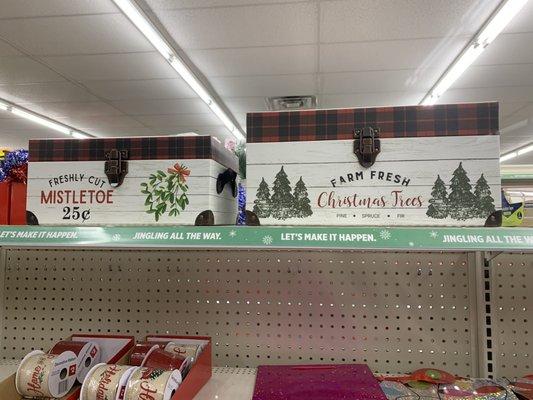 FRESHLY CUT
MISTLETOE
25¢
FARM FRESH
Christmas Trees
PINE • SPRUCE • FIR
LET'S MAKE IT HAPPEN. JINGLING ALL THE WAY. LET'S MAKE IT HAPPEN. JINGLING ALL THE WAY.
Home